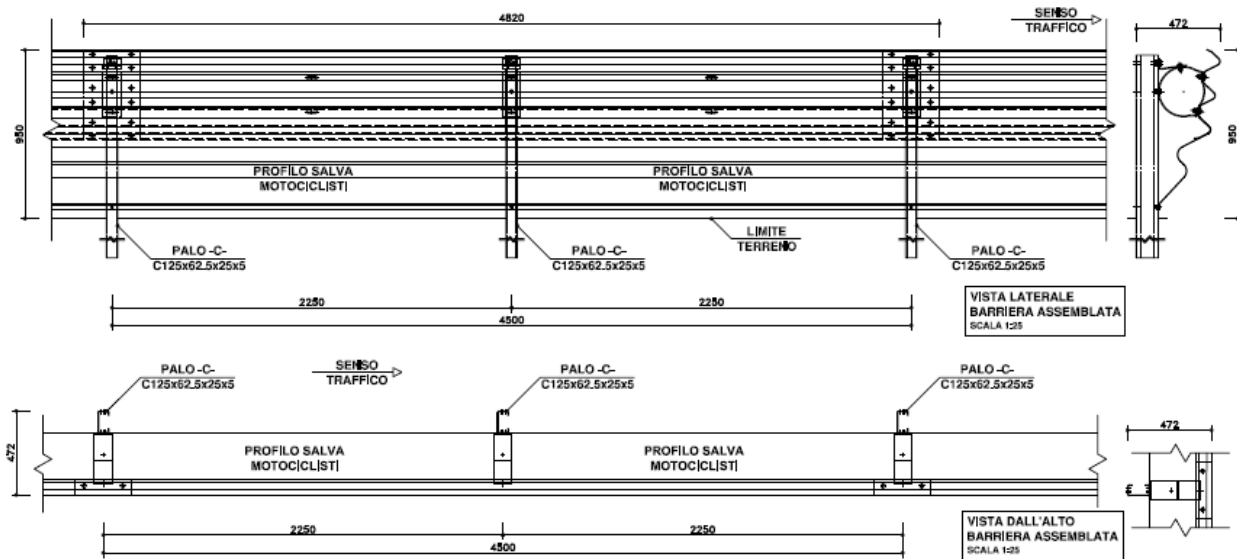 4820
SENSO
TRAFFICO
472
950
950
PROFILO SALVA
MOTOCICLISTI
PROFILO SALVA
MOTOCICLISTI
LIMITE
TERRENO
PALO -C-
C125x62.5x25x5
PALO -C-
C125x62.5x25x5
PALO -C-
C125x62.5x25x5
2250
2250
4500
VISTA LATERALE
BARRIERA ASSEMBLATA
SCALA 1:25
PALO -C-
C125x62.5x25x5
SENSO
TRAFFICO
PALO -C-
C125x62.5x25x5
PALO -C-
C125x62.5x25x5
472
PROFILO SALVA
MOTOCICLISTI
PROFILO SALVA
MOTOCICLISTI
472
2250
2250
4500
VISTA DALL'ALTO
BARRIERA ASSEMBLATA
SCALA 1:25